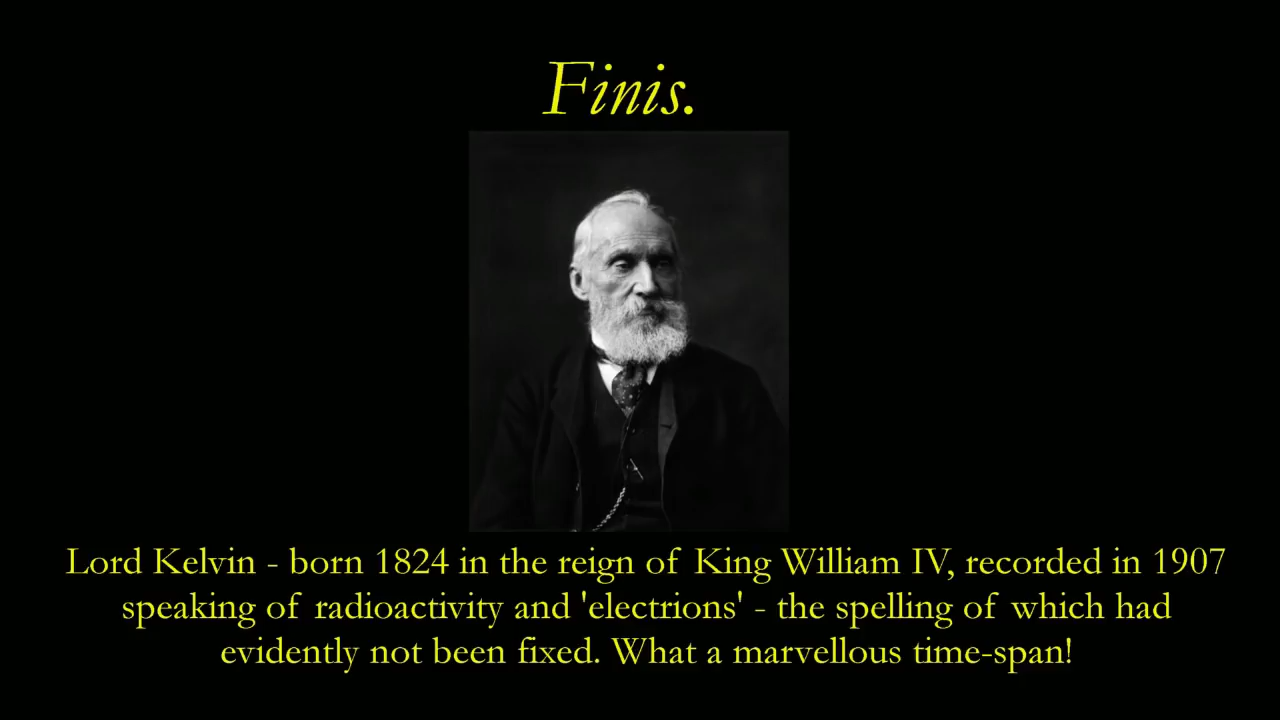 Finis.
Lord Kelvin - born 1824 in the reign of King William IV, recorded in 1907
speaking of radioactivity and 'electrions' - the spelling of which had
evidently not been fixed. What a marvellous time-span!